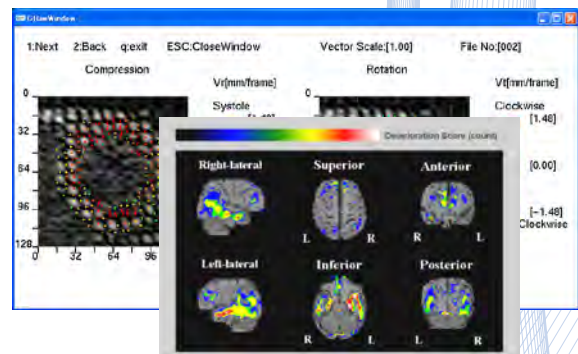 GlowWindow
1:Next 2:Back q:exit ESC:CloseWindow Vector Scale:[1.00] File No:[002]
Compression Rotation
Vr[mm/frame] Vt[mm/frame]
0 0
Systole Clockwise
[1.48]
32 32
Deterioration Score (count)
Right-lateral Superior Anterior
64 [0.00]
L R R L
96 [-1.48]
Clockwise
Left-lateral Inferior Posterior
128
0 32 64 96
R L L R